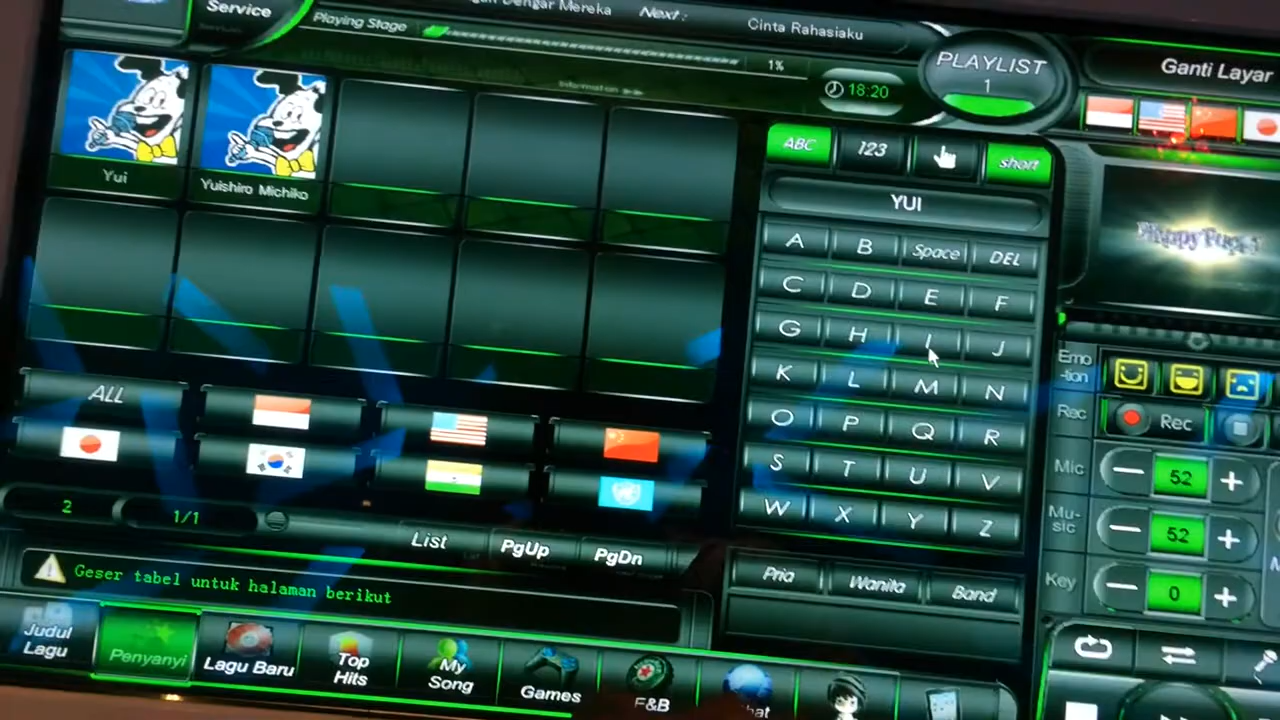 Service
Dengar Mereka
Next :
Cinta Rahasiaku
Playing Stage
1%
Information
18:20
PLAYLIST
1
Ganti Layar
Yui
Yuishiro Michiko
ABC
123
short
YUI
A B Space DEL
C D E F
G H I J
K L M N
O P Q R
S T U V
W X Y Z
Pria
Wanita
Band
ALL
2
1/1
List
PgUp
PgDn
Geser tabel untuk halaman berikut
Emo
-tion
Rec
Rec
Mic
52
Mu-
sic
52
Key
0
Judul
Lagu
Penyanyi
Lagu Baru
Top
Hits
My
Song
Games
F&B